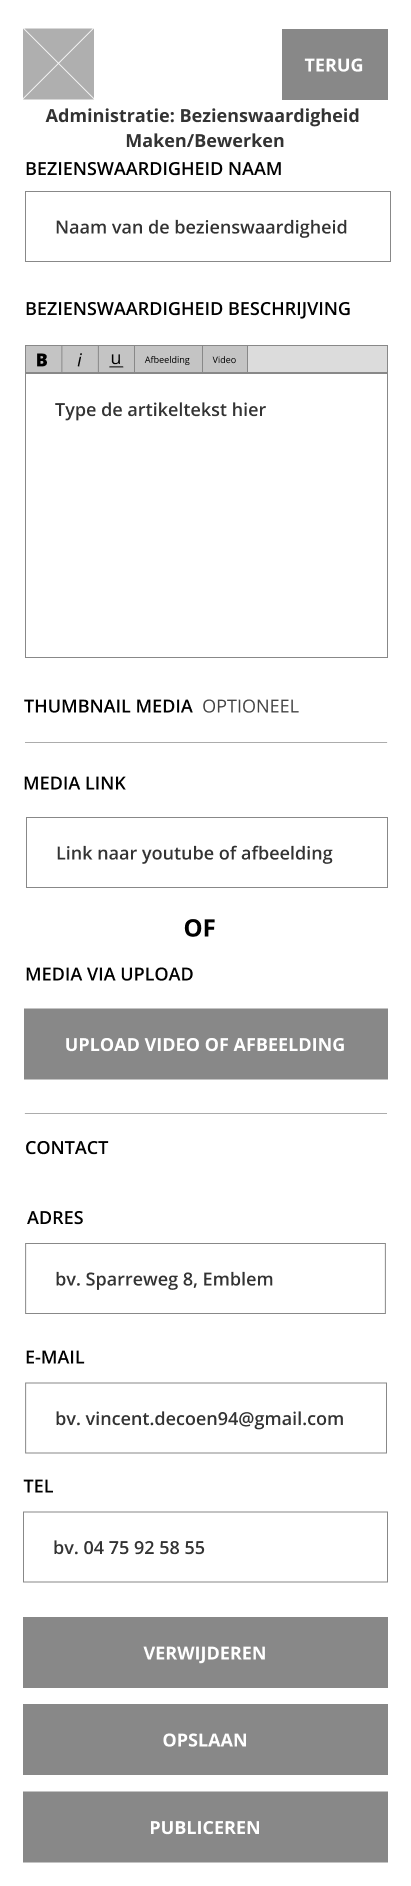 TERUG
Administratie: Bezienswaardigheid
Maken/Bewerken
BEZIENSWAARDIGHEID NAAM
Naam van de bezienswaardigheid
BEZIENSWAARDIGHEID BESCHRIJVING
B i u Afbeelding Video
Type de artikeltekst hier
THUMBNAIL MEDIA OPTIONEEL
MEDIA LINK
Link naar youtube of afbeelding
OF
MEDIA VIA UPLOAD
UPLOAD VIDEO OF AFBEELDING
CONTACT
ADRES
bv. Sparreweg 8, Emblem
E-MAIL
bv. vincent.decoen94@gmail.com
TEL
bv. 04 75 92 58 55
VERWIJDEREN
OPSLAAN
PUBLICEREN